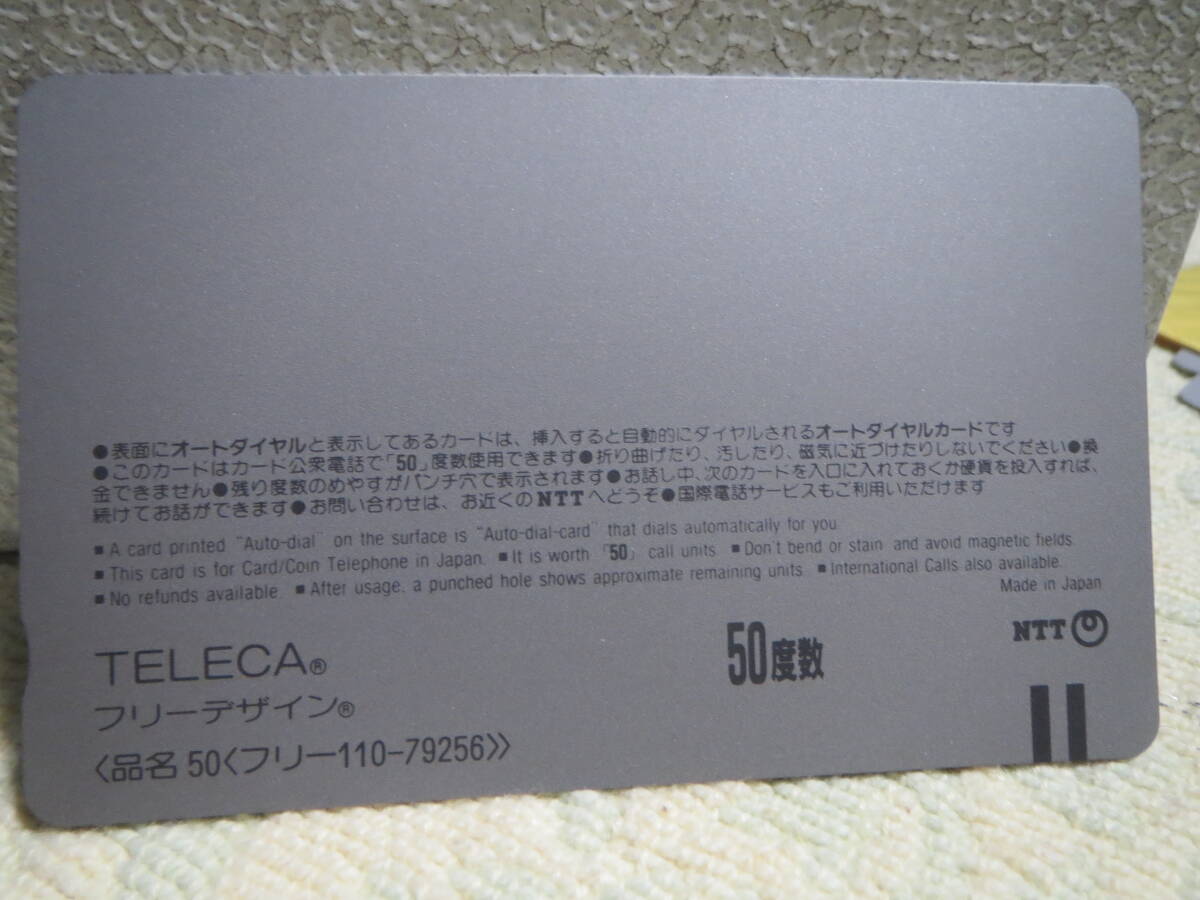 ●表面にオートダイヤルと表示してあるカードは、挿入すると自動的にダイヤルされるオートダイヤルカードです
●このカードはカード公衆電話で「50」度数使用できます●折り曲げたり、汚したり、磁気に近づけたりしないでください●換
金できません●残り度数のめやすがパンチ穴で表示されます●お話し中、次のカードを入口に入れておくか硬貨を投入すれば、
続けてお話ができます●お問い合わせは、お近くのNTTへどうぞ●国際電話サービスもご利用いただけます
■A card printed "Auto-dial" on the surface is "Auto-dial-card" that dials automatically for you.
■This card is for Card/Coin Telephone in Japan. ■It is worth 「50」 call units. ■Don't bend or stain and avoid magnetic fields.
■No refunds available. ■After usage, a punched hole shows approximate remaining units. ■International Calls also available.
Made in Japan
TELECA® 50度数 NTT
フリーデザイン®
〈品名 50〈フリー110-79256〉〉